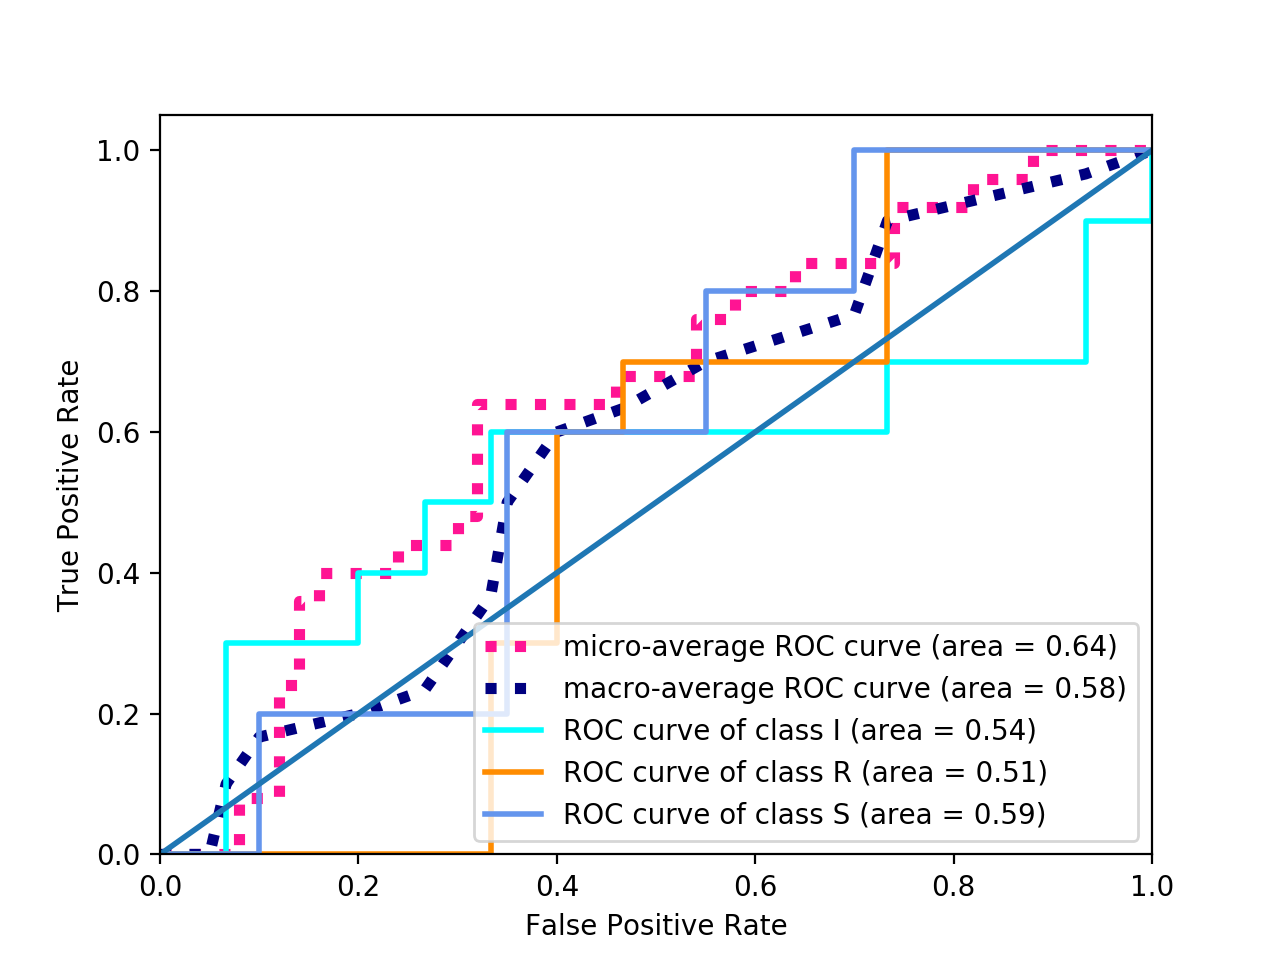 1.0
0.8
0.6
0.4
0.2
0.0
True Positive Rate
micro-average ROC curve (area = 0.64)
macro-average ROC curve (area = 0.58)
ROC curve of class I (area = 0.54)
ROC curve of class R (area = 0.51)
ROC curve of class S (area = 0.59)
0.0 0.2 0.4 0.6 0.8 1.0
False Positive Rate